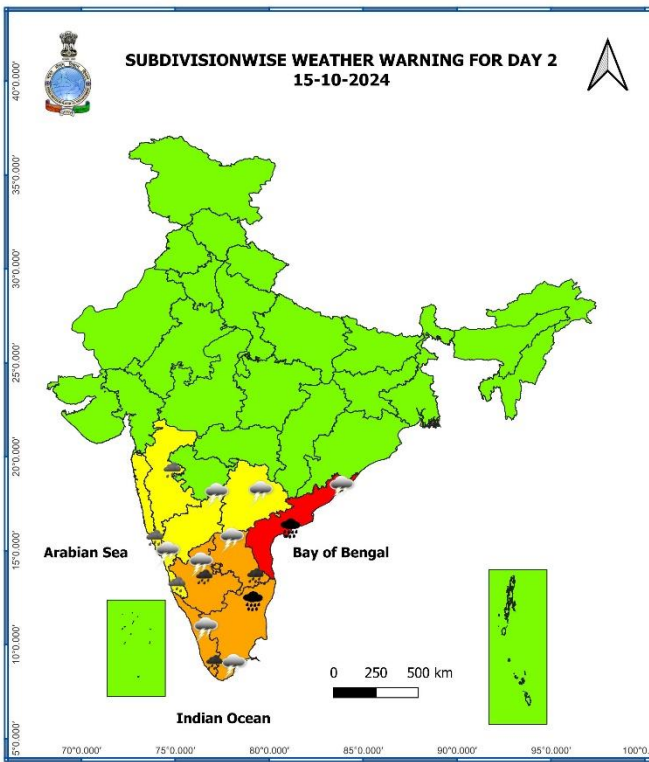 SUBDIVISIONWISE WEATHER WARNING FOR DAY 2
15-10-2024
40°0.000'
35°0.000'
30°0.000'
25°0.000'
20°0.000'
15°0.000'
10°0.000'
5°0.000'
Arabian Sea
Bay of Bengal
0 250 500 km
Indian Ocean
70°0.000' 75°0.000' 80°0.000' 85°0.000' 90°0.000' 95°0.000' 100°0